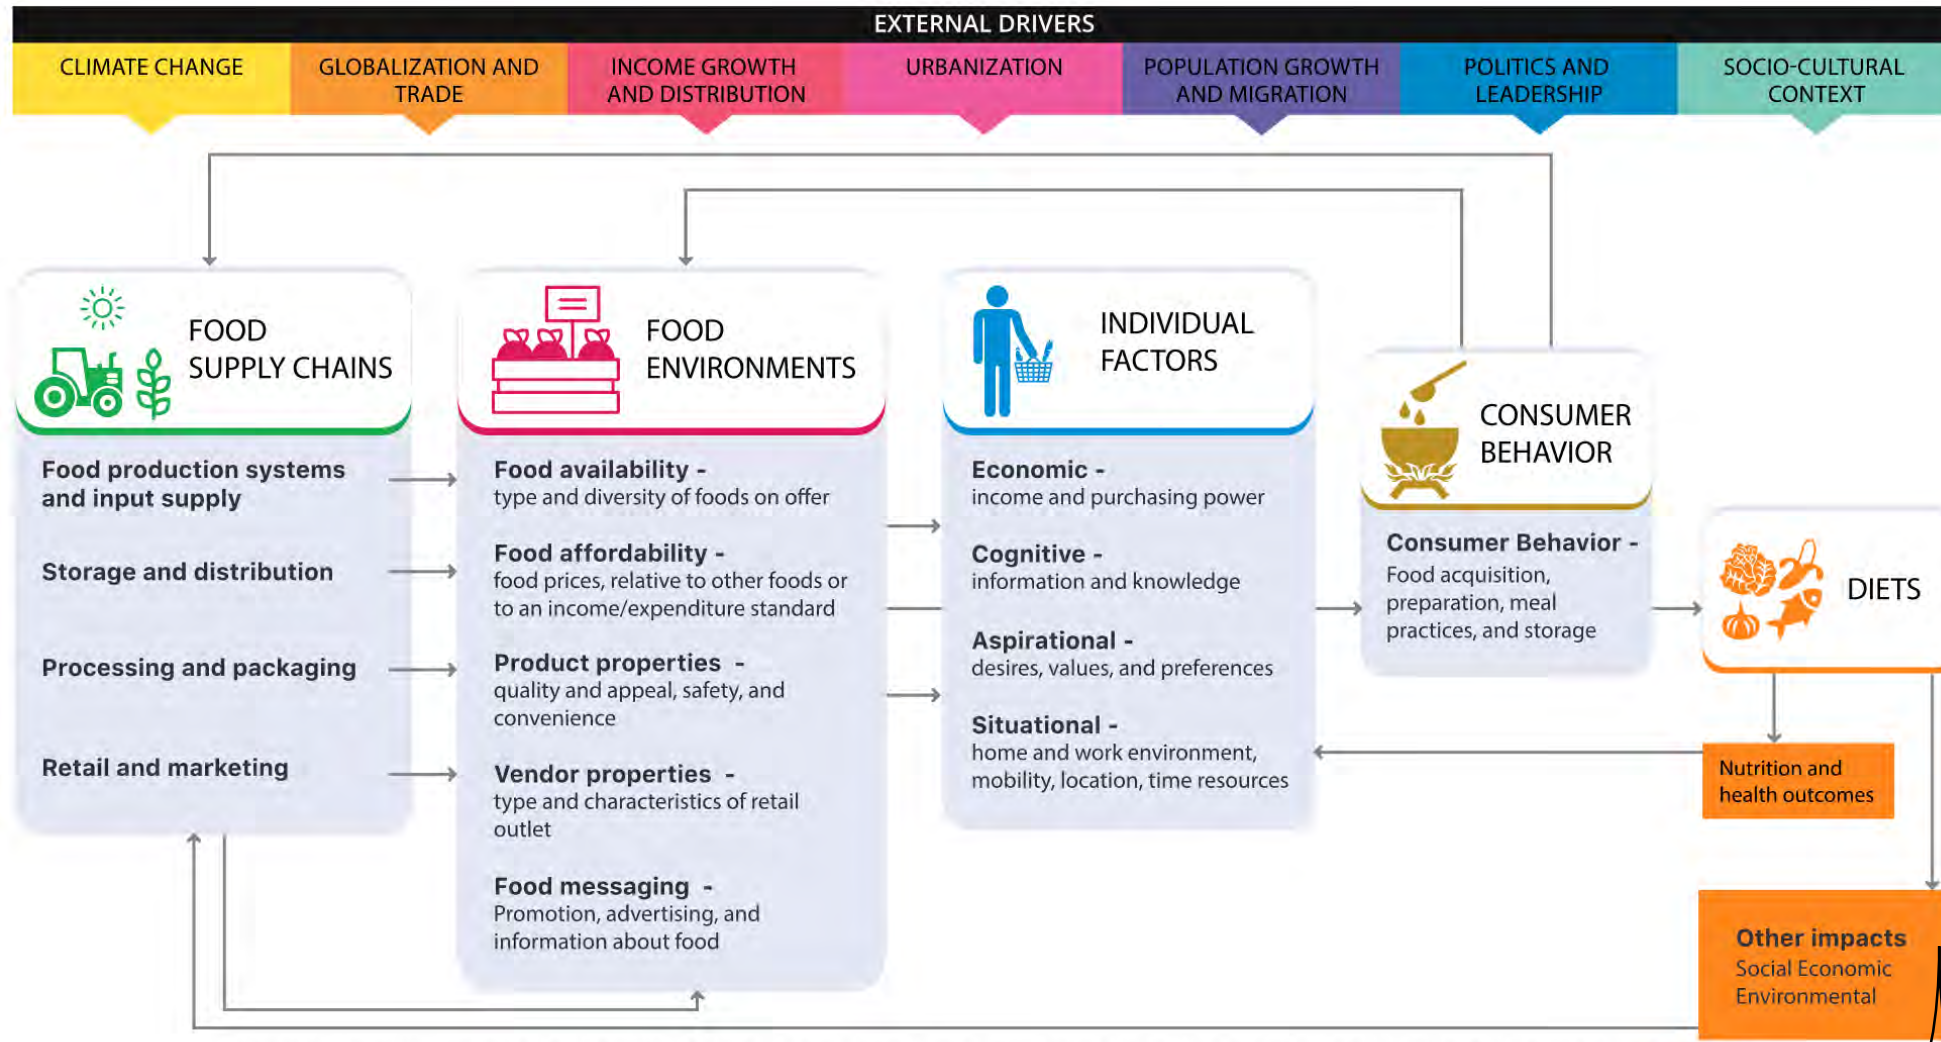 EXTERNAL DRIVERS
CLIMATE CHANGE
GLOBALIZATION AND
TRADE
INCOME GROWTH
AND DISTRIBUTION
URBANIZATION
POPULATION GROWTH
AND MIGRATION
POLITICS AND
LEADERSHIP
SOCIO-CULTURAL
CONTEXT
FOOD
SUPPLY CHAINS
Food production systems
and input supply
Storage and distribution
Processing and packaging
Retail and marketing
FOOD
ENVIRONMENTS
Food availability -
type and diversity of foods on offer
Food affordability -
food prices, relative to other foods or
to an income/expenditure standard
Product properties -
quality and appeal, safety, and
convenience
Vendor properties -
type and characteristics of retail
outlet
Food messaging -
Promotion, advertising, and
information about food
INDIVIDUAL
FACTORS
Economic -
income and purchasing power
Cognitive -
information and knowledge
Aspirational -
desires, values, and preferences
Situational -
home and work environment,
mobility, location, time resources
CONSUMER
BEHAVIOR
Consumer Behavior -
Food acquisition,
preparation, meal
practices, and storage
DIETS
Nutrition and
health outcomes
Other impacts
Social Economic
Environmental